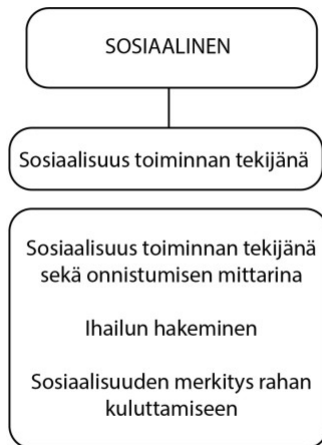 SOSIAALINEN
Sosiaalisuus toiminnan tekijänä
Sosiaalisuus toiminnan tekijänä
sekä onnistumisen mittarina
Ihailun hakeminen
Sosiaalisuuden merkitys rahan
kuluttamiseen